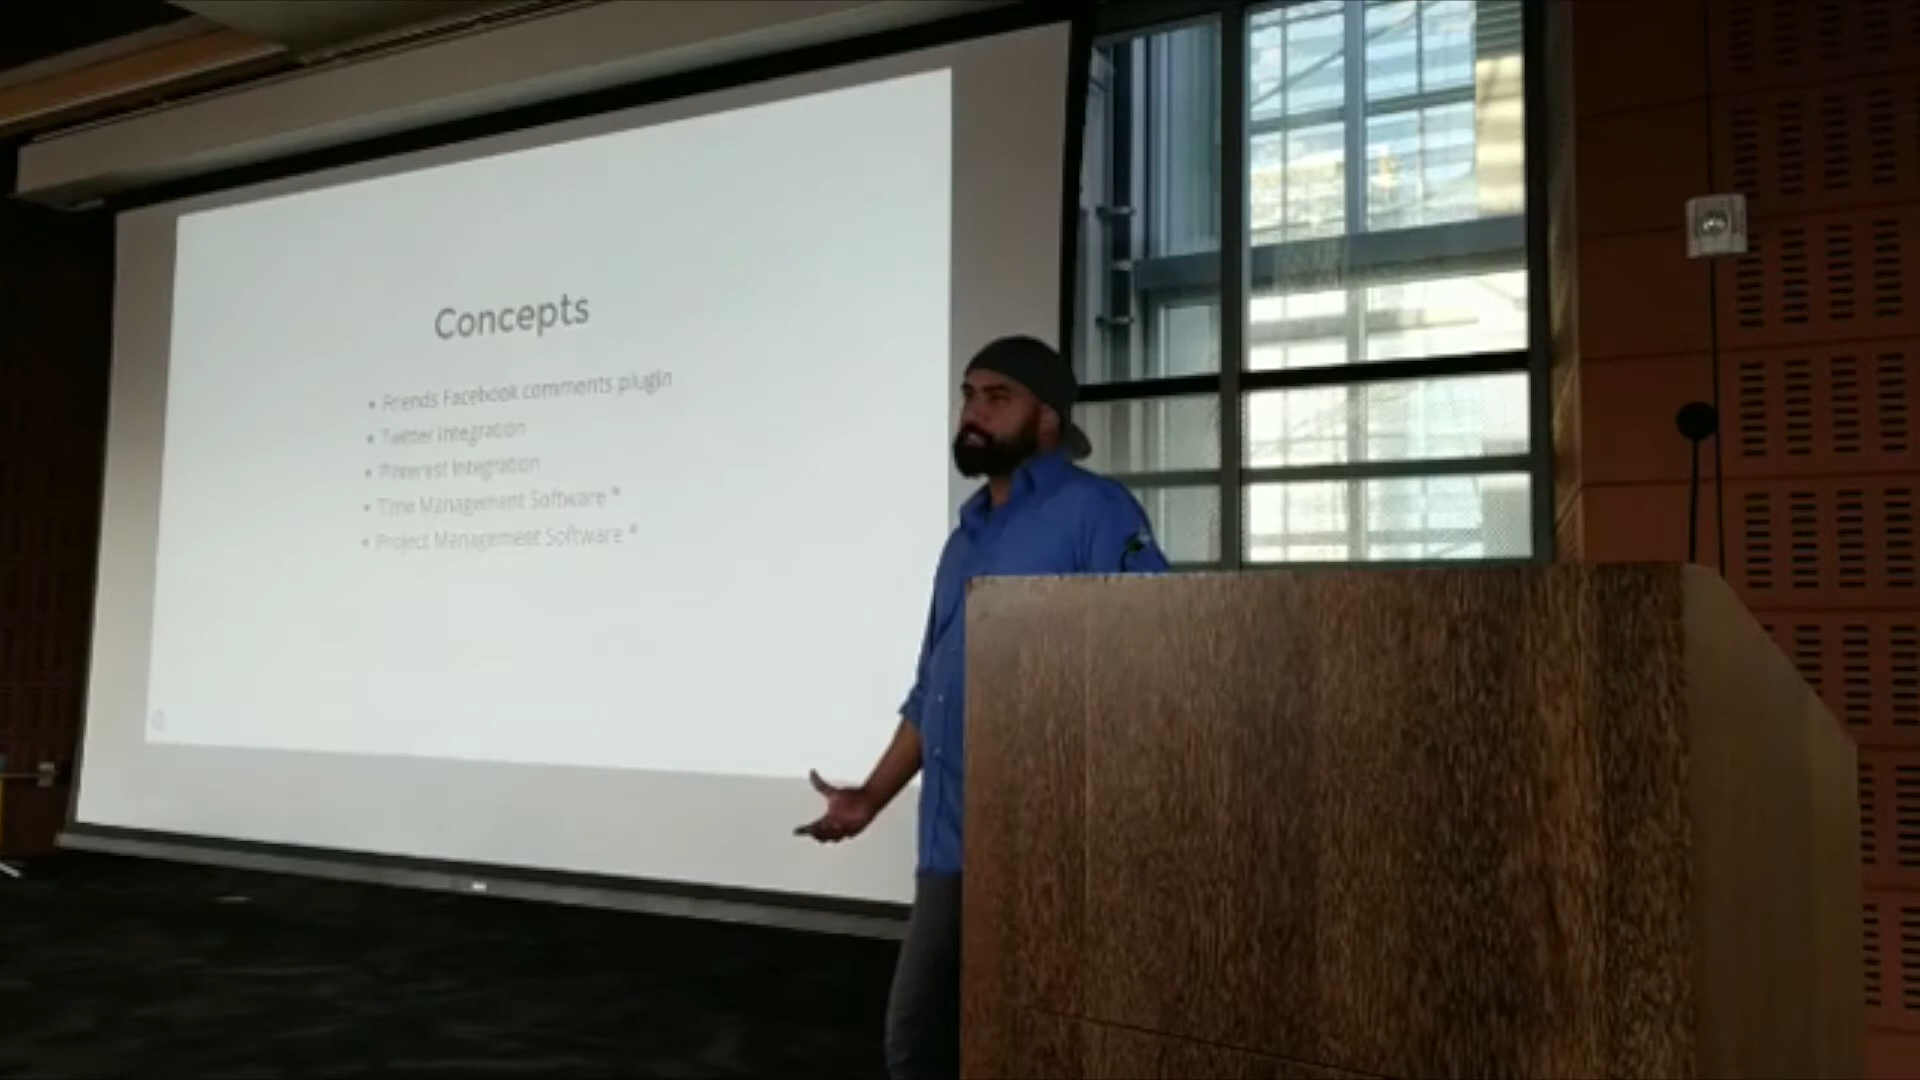 Concepts
• Friends Facebook comments plugin
• Twitter Integration
• Pinterest Integration
• Time Management Software *
• Project Management Software *